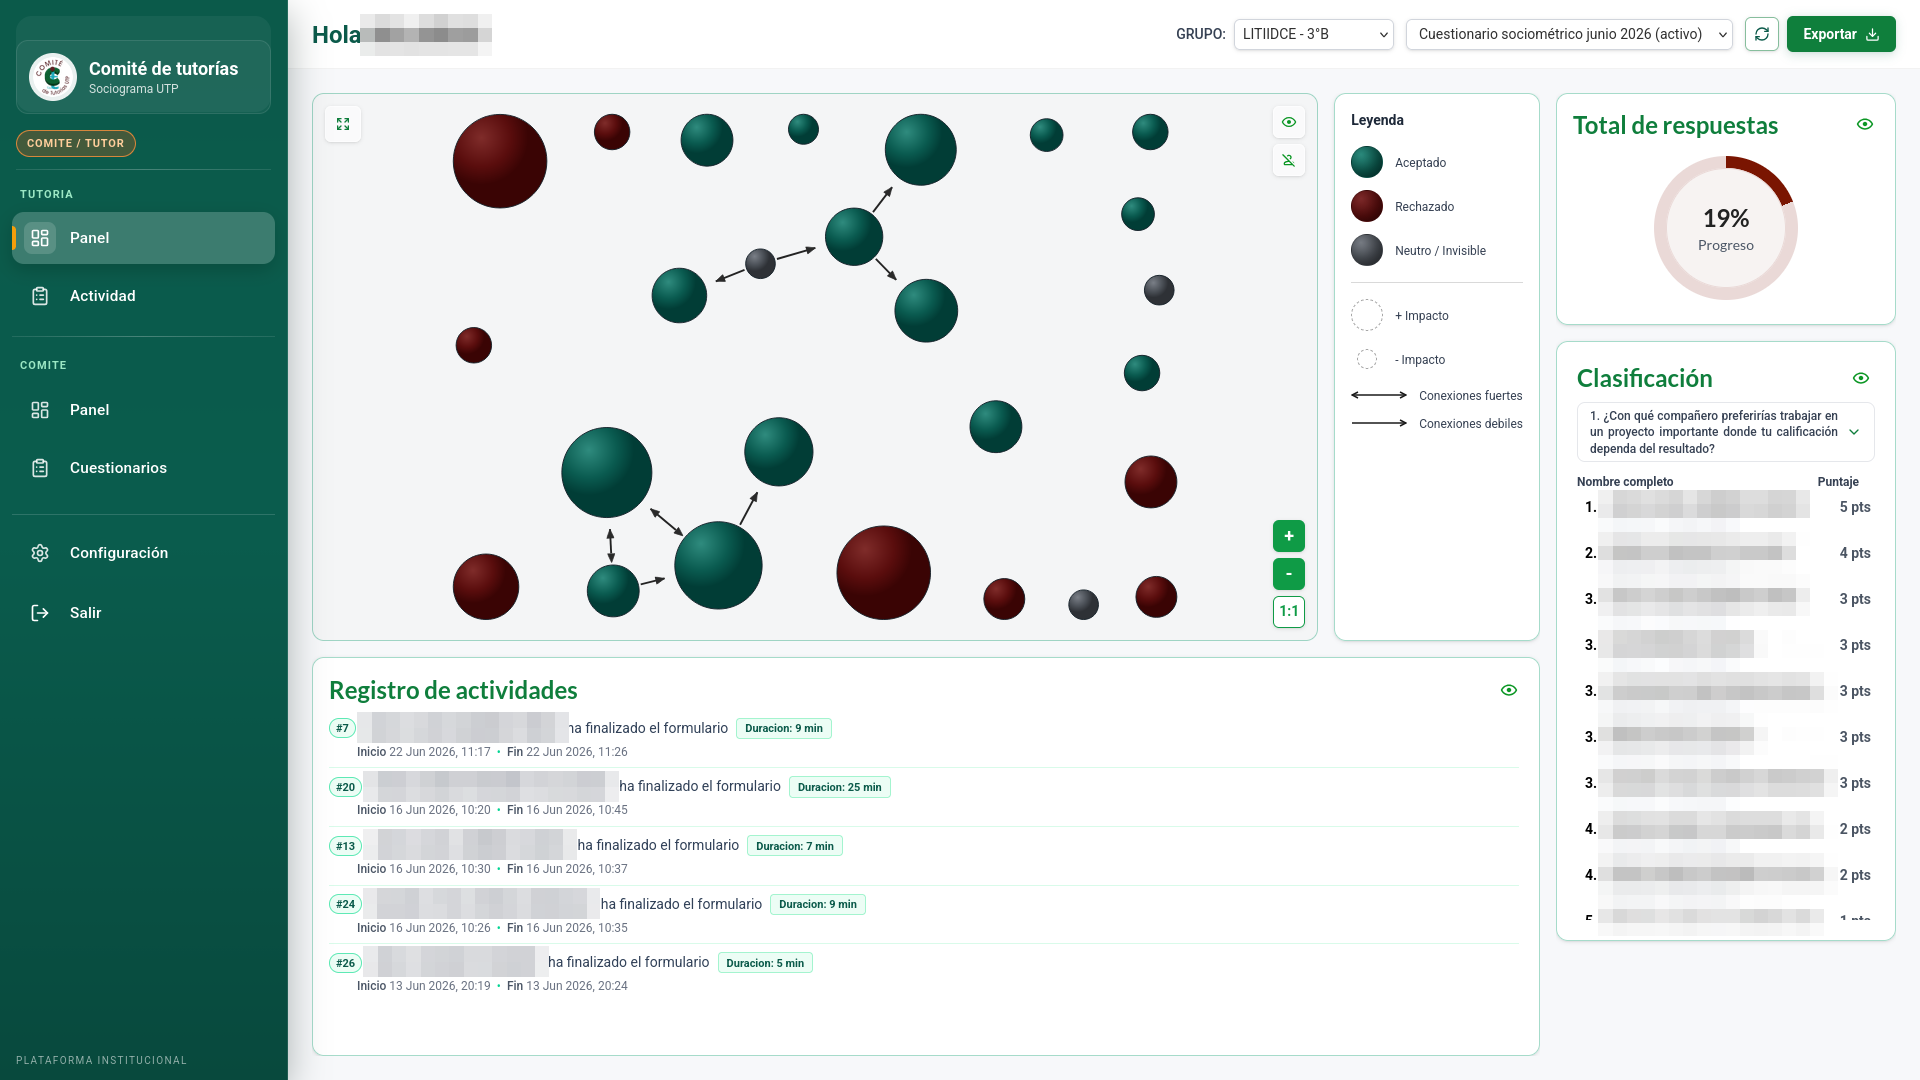 COMITÉ
de tutorías UTP
Comité de tutorías
Sociograma UTP
COMITE / TUTOR
TUTORIA
Panel
Actividad
COMITE
Panel
Cuestionarios
Configuración
Salir
PLATAFORMA INSTITUCIONAL
Hola
GRUPO:
LITIIDCE - 3°B
Cuestionario sociométrico junio 2026 (activo)
Exportar
+
-
1:1
Leyenda
Aceptado
Rechazado
Neutro / Invisible
+ Impacto
- Impacto
Conexiones fuertes
Conexiones debiles
Total de respuestas
19%
Progreso
Clasificación
1. ¿Con qué compañero preferirías trabajar en
un proyecto importante donde tu calificación
dependa del resultado?
Nombre completo Puntaje
1. 5 pts
2. 4 pts
3. 3 pts
3. 3 pts
3. 3 pts
3. 3 pts
3. 3 pts
4. 2 pts
4. 2 pts
5. 1 pts
Registro de actividades
#7 ha finalizado el formulario Duracion: 9 min
Inicio 22 Jun 2026, 11:17 • Fin 22 Jun 2026, 11:26
#20 ha finalizado el formulario Duracion: 25 min
Inicio 16 Jun 2026, 10:20 • Fin 16 Jun 2026, 10:45
#13 ha finalizado el formulario Duracion: 7 min
Inicio 16 Jun 2026, 10:30 • Fin 16 Jun 2026, 10:37
#24 ha finalizado el formulario Duracion: 9 min
Inicio 16 Jun 2026, 10:26 • Fin 16 Jun 2026, 10:35
#26 ha finalizado el formulario Duracion: 5 min
Inicio 13 Jun 2026, 20:19 • Fin 13 Jun 2026, 20:24